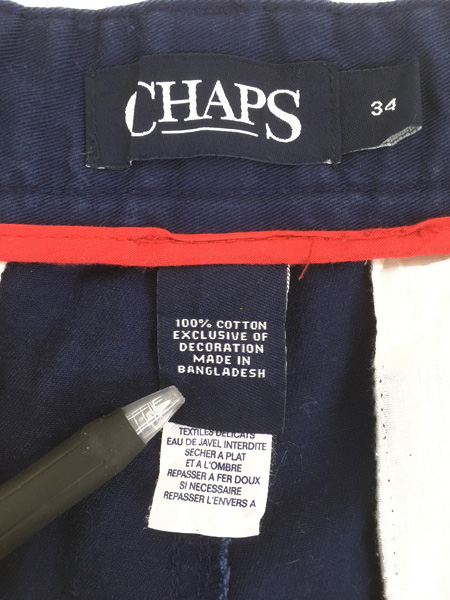 CHAPS
34
100% COTTON
EXCLUSIVE OF
DECORATION
MADE IN
BANGLADESH
TEXTILES DELICATS
EAU DE JAVEL INTERDITE
SECHER A PLAT
ET A L'OMBRE
REPASSER A FER DOUX
SI NECESSAIRE
REPASSER L'ENVERS A